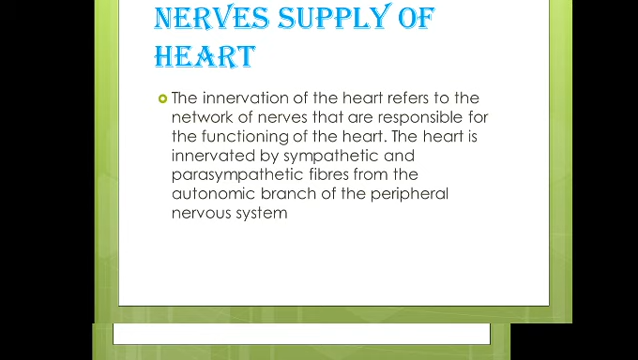 NERVES SUPPLY OF
HEART
The innervation of the heart refers to the
network of nerves that are responsible for
the functioning of the heart. The heart is
innervated by sympathetic and
parasympathetic fibres from the
autonomic branch of the peripheral
nervous system